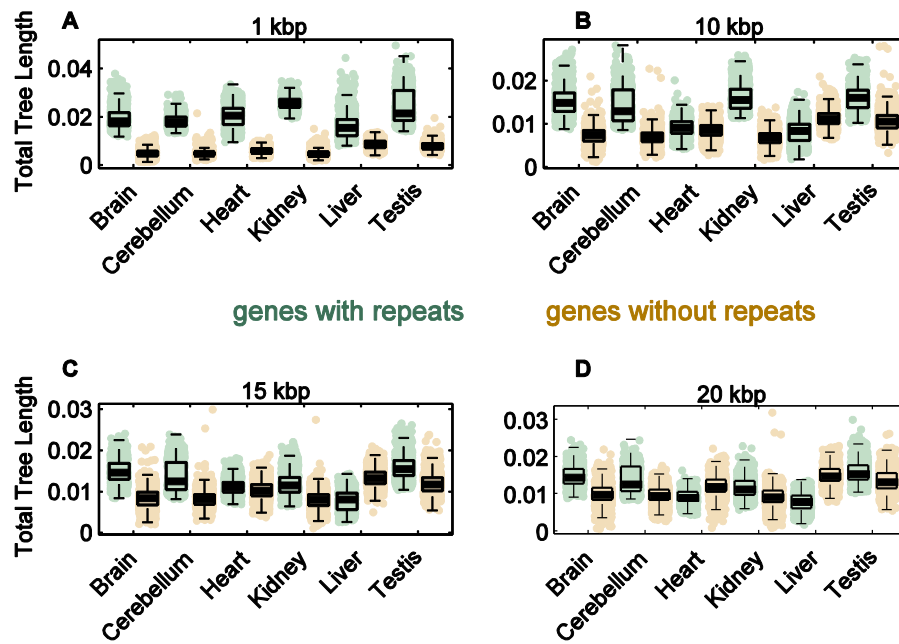 A
1 kbp
Total Tree Length
0.04
0.02
0
Brain
Cerebellum
Heart
Kidney
Liver
Testis
B
10 kbp
0.02
0.01
0
Brain
Cerebellum
Heart
Kidney
Liver
Testis
genes with repeats
genes without repeats
C
15 kbp
Total Tree Length
0.03
0.02
0.01
0
Brain
Cerebellum
Heart
Kidney
Liver
Testis
D
20 kbp
0.03
0.02
0.01
0
Brain
Cerebellum
Heart
Kidney
Liver
Testis